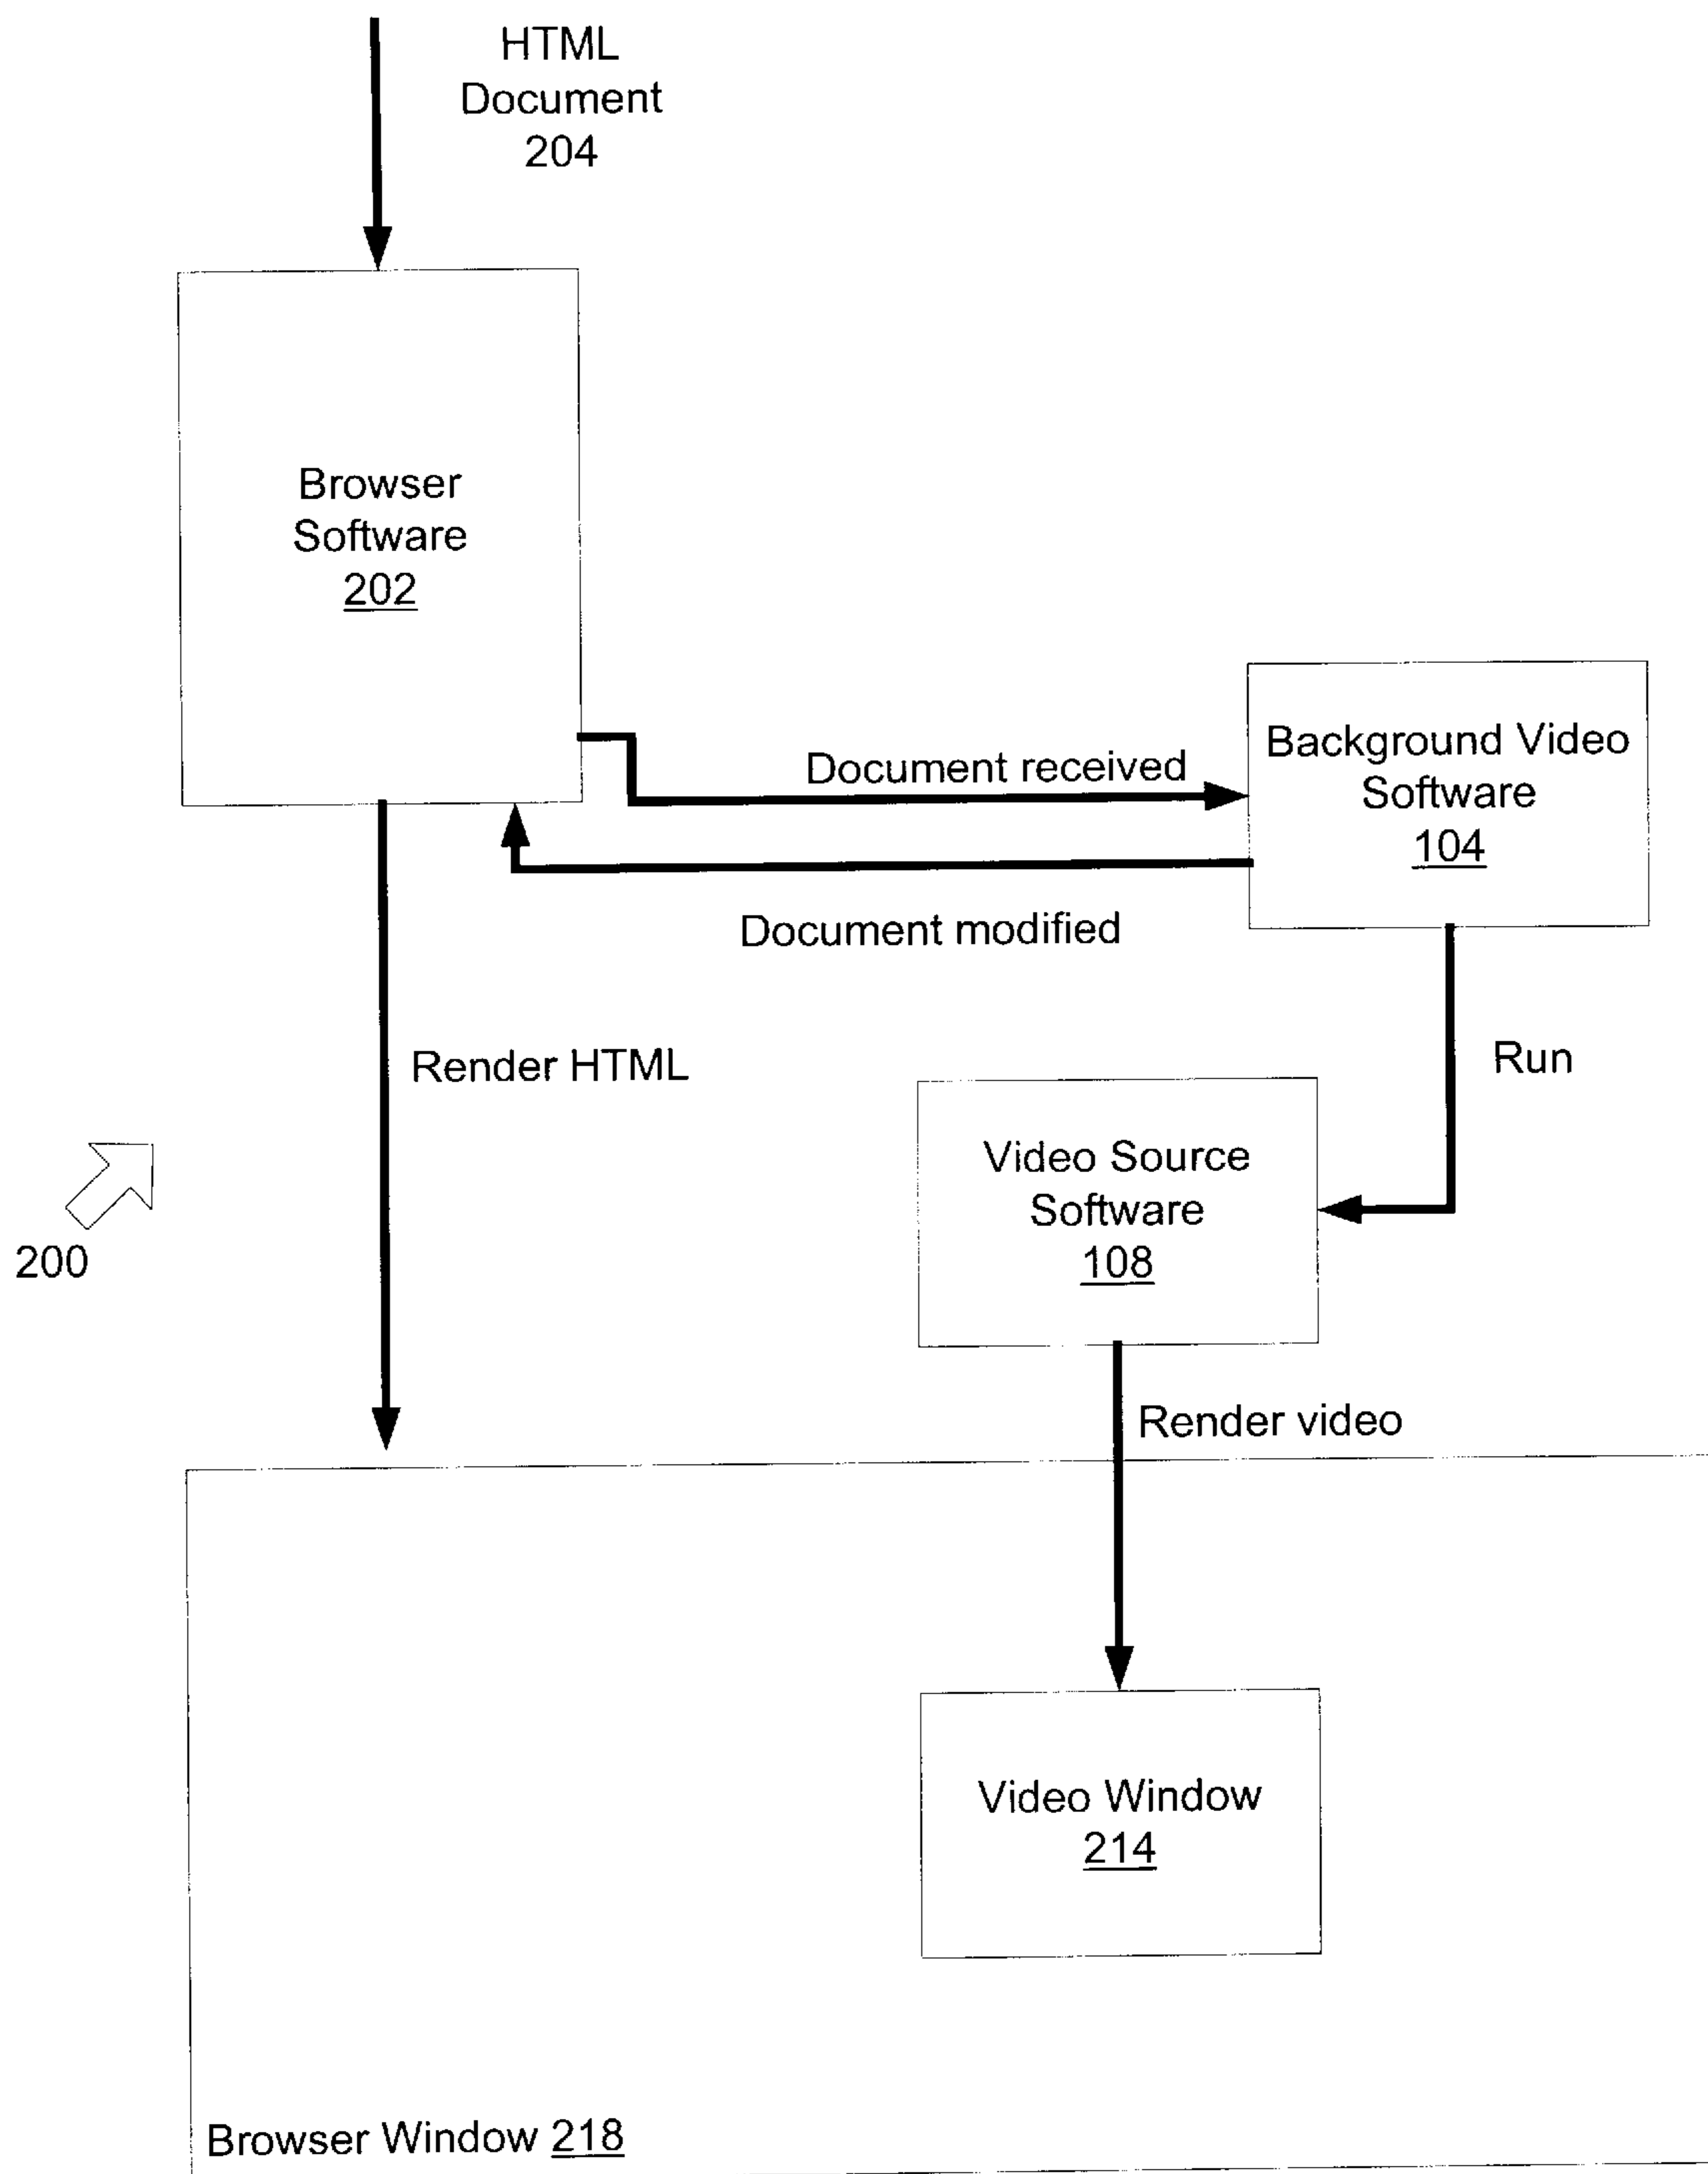 HTML
Document
204
Browser
Software
202
Background Video
Software
104
Document received
Document modified
Render HTML
Run
Video Source
Software
108
200
Render video
Video Window
214
Browser Window 218